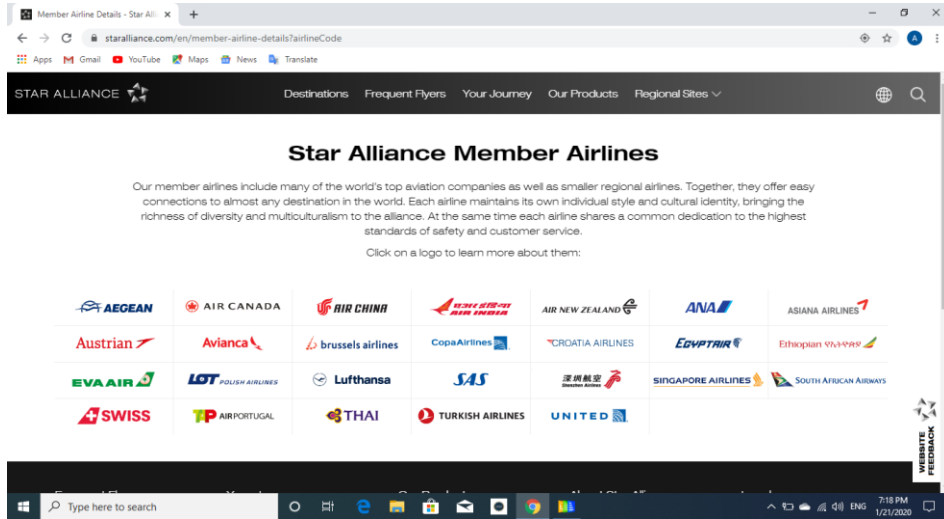 Member Airline Details - Star Alli
staralliance.com/en/member-airline-details?airlineCode
A
Apps Gmail YouTube Maps News Translate
STAR ALLIANCE Destinations Frequent Flyers Your Journey Our Products Regional Sites
Star Alliance Member Airlines
Our member airlines include many of the world's top aviation companies as well as smaller regional airlines. Together, they offer easy
connections to almost any destination in the world. Each airline maintains its own individual style and cultural identity, bringing the
richness of diversity and multiculturalism to the alliance. At the same time each airline shares a common dedication to the highest
standards of safety and customer service.
Click on a logo to learn more about them:
AEGEAN AIR CANADA AIR CHINA एअर इंडिया AIR INDIA AIR NEW ZEALAND ANA ASIANA AIRLINES
Austrian Avianca brussels airlines CopaAirlines CROATIA AIRLINES EGYPTAIR Ethiopian የኢትዮጵያ
EVA AIR LOT POLISH AIRLINES Lufthansa SAS 深圳航空 Shenzhen Airlines SINGAPORE AIRLINES SOUTH AFRICAN AIRWAYS
SWISS TAP AIR PORTUGAL THAI TURKISH AIRLINES UNITED
WEBSITE
FEEDBACK
Type here to search
ENG
7:18 PM
1/21/2020